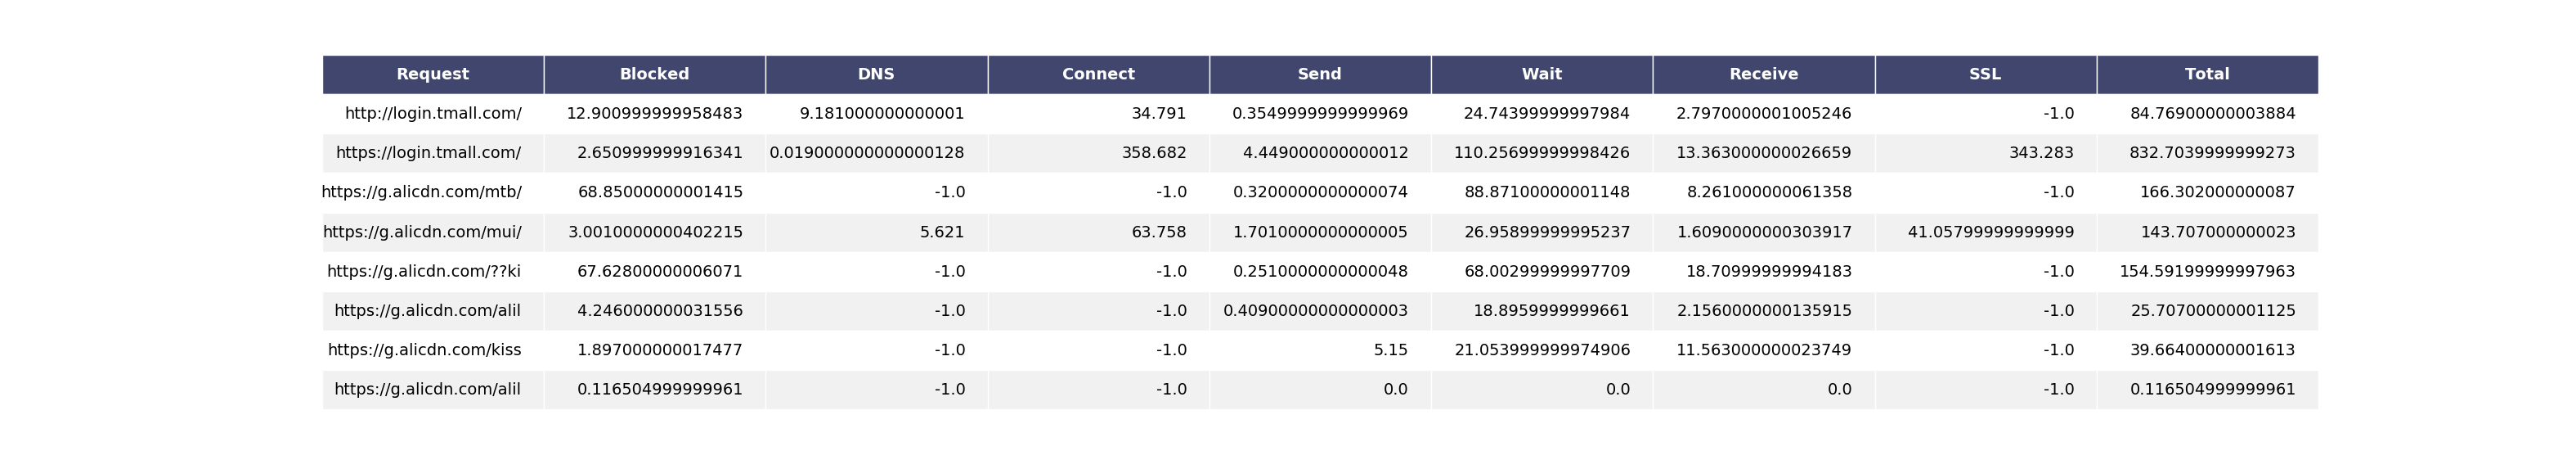 Request Blocked DNS Connect Send Wait Receive SSL Total
http://login.tmall.com/ 12.900999999958483 9.181000000000001 34.791 0.3549999999999969 24.74399999997984 2.7970000001005246 -1.0 84.76900000003884
https://login.tmall.com/ 2.650999999916341 0.019000000000000128 358.682 4.449000000000012 110.25699999998426 13.363000000026659 343.283 832.7039999999273
https://g.alicdn.com/mtb/ 68.85000000001415 -1.0 -1.0 0.3200000000000074 88.87100000001148 8.261000000061358 -1.0 166.302000000087
https://g.alicdn.com/mui/ 3.0010000000402215 5.621 63.758 1.7010000000000005 26.95899999995237 1.6090000000303917 41.05799999999999 143.707000000023
https://g.alicdn.com/??ki 67.62800000006071 -1.0 -1.0 0.2510000000000048 68.00299999997709 18.70999999994183 -1.0 154.59199999997963
https://g.alicdn.com/alil 4.246000000031556 -1.0 -1.0 0.40900000000000003 18.8959999999661 2.1560000000135915 -1.0 25.70700000001125
https://g.alicdn.com/kiss 1.897000000017477 -1.0 -1.0 5.15 21.053999999974906 11.563000000023749 -1.0 39.66400000001613
https://g.alicdn.com/alil 0.116504999999961 -1.0 -1.0 0.0 0.0 0.0 -1.0 0.116504999999961